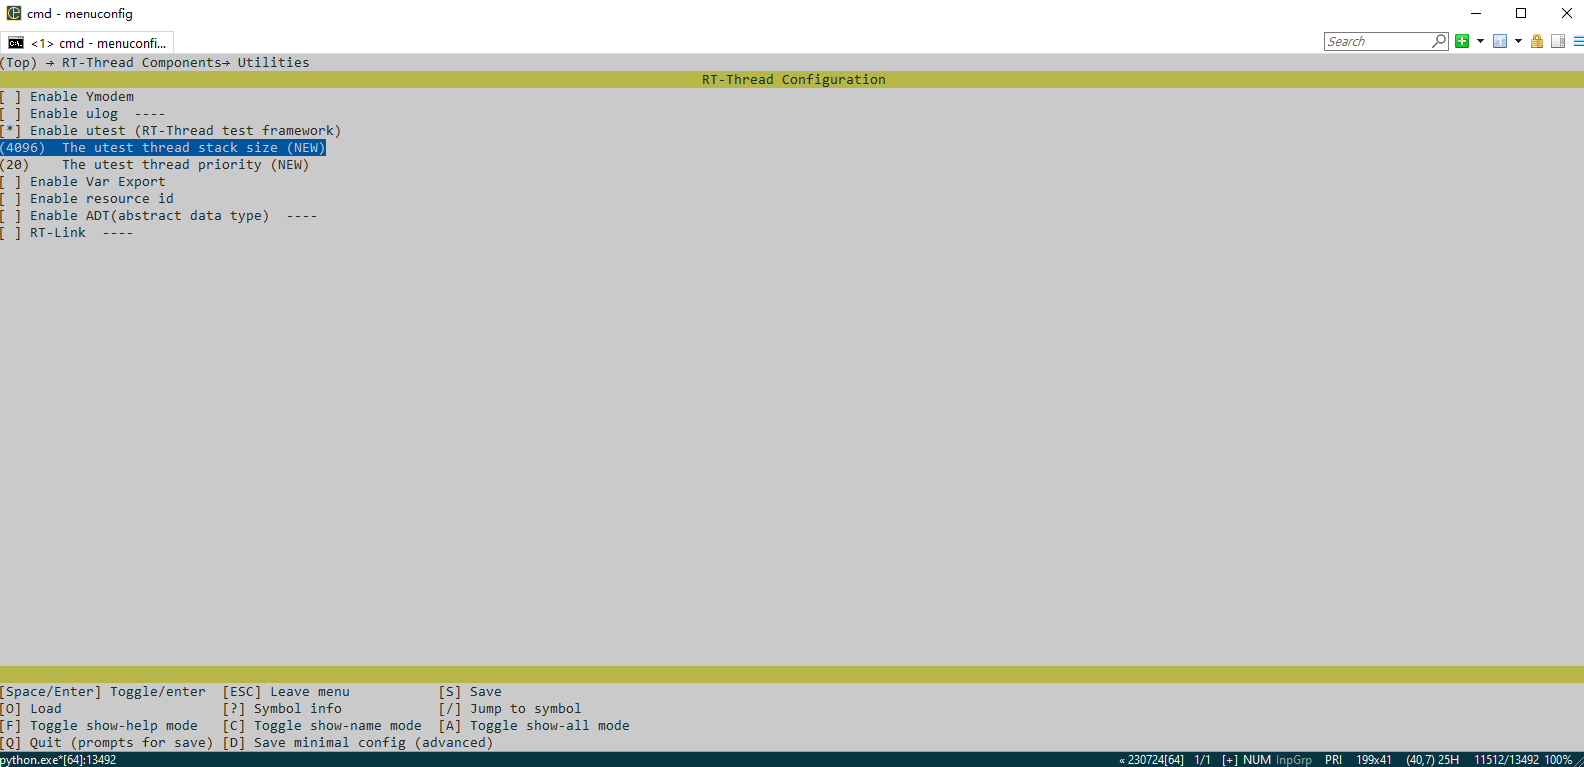 cmd - menuconfig
<1> cmd - menuconfi...
Search
(Top) → RT-Thread Components→ Utilities
RT-Thread Configuration
[ ] Enable Ymodem
[ ] Enable ulog  ----
[*] Enable utest (RT-Thread test framework)
(4096)  The utest thread stack size (NEW)
(20)    The utest thread priority (NEW)
[ ] Enable Var Export
[ ] Enable resource id
[ ] Enable ADT(abstract data type)  ----
[ ] RT-Link  ----
[Space/Enter] Toggle/enter  [ESC] Leave menu           [S] Save
[O] Load                    [?] Symbol info            [/] Jump to symbol
[F] Toggle show-help mode   [C] Toggle show-name mode  [A] Toggle show-all mode
[Q] Quit (prompts for save) [D] Save minimal config (advanced)
python.exe*[64]:13492 « 230724[64] 1/1 [+] NUM InpGrp PRI 199x41 (40,7) 25H 11512/13492 100%